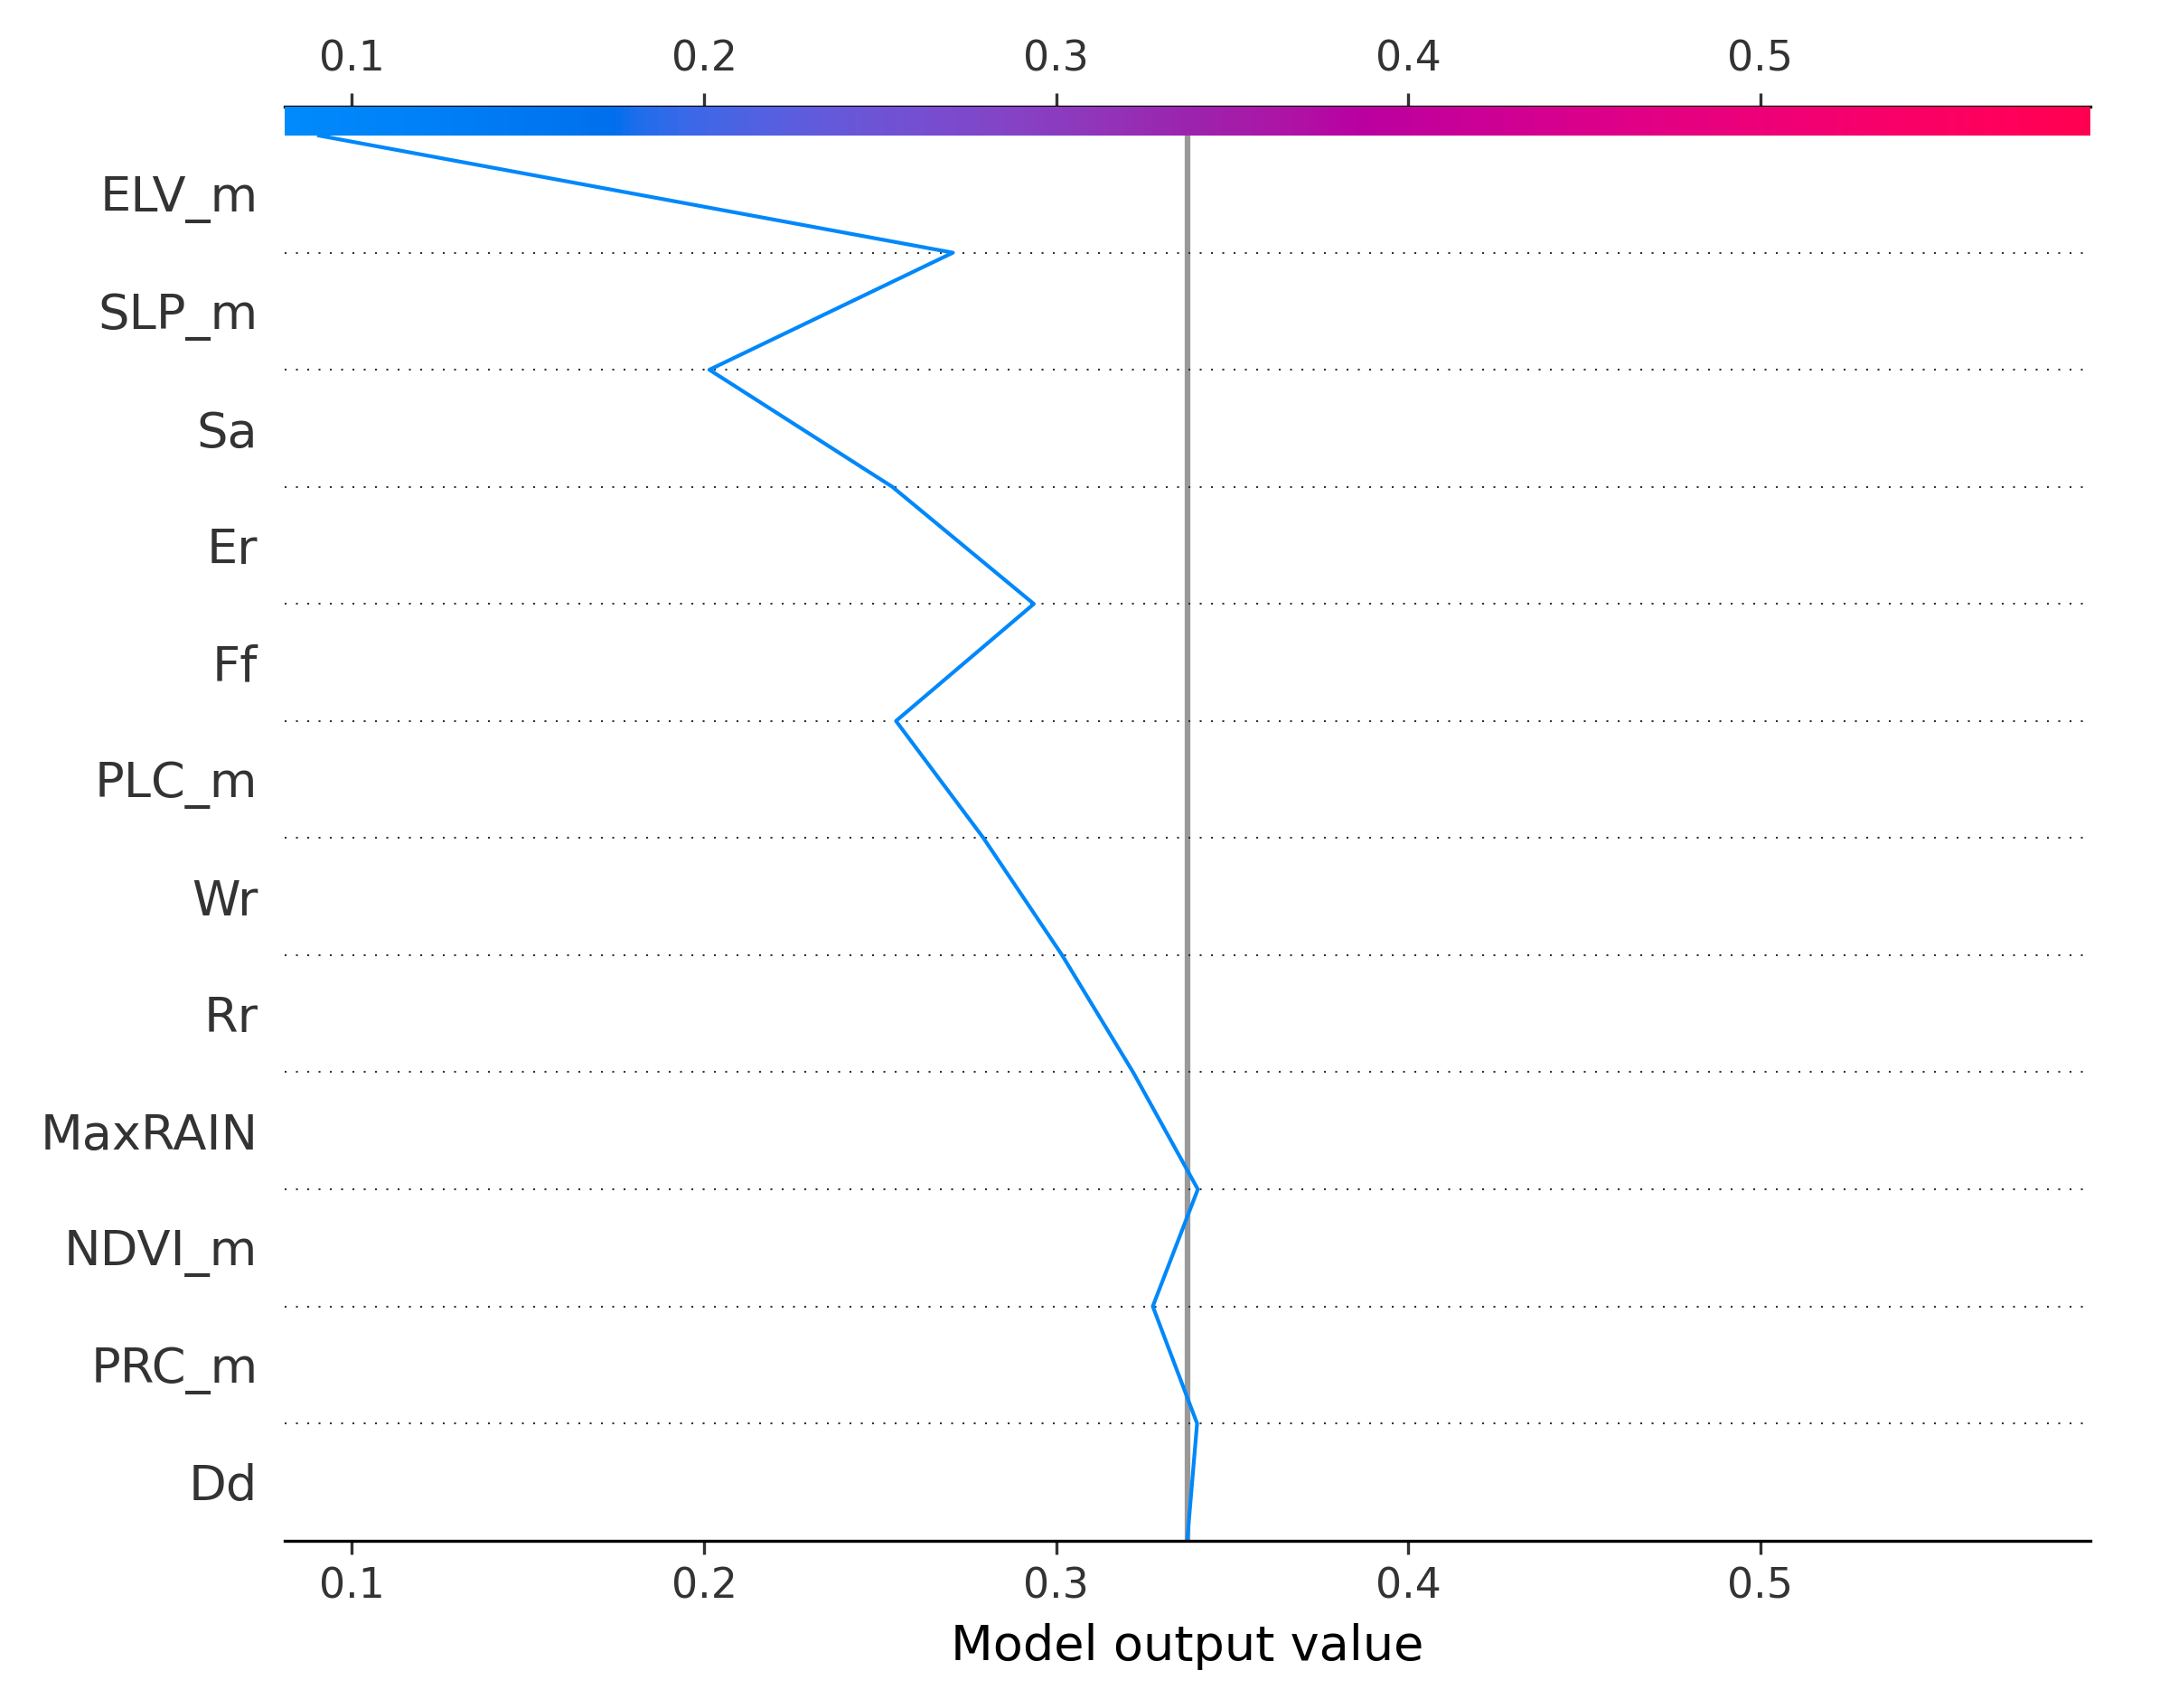 0.1 0.2 0.3 0.4 0.5
ELV_m
SLP_m
Sa
Er
Ff
PLC_m
Wr
Rr
MaxRAIN
NDVI_m
PRC_m
Dd
0.1 0.2 0.3 0.4 0.5
Model output value